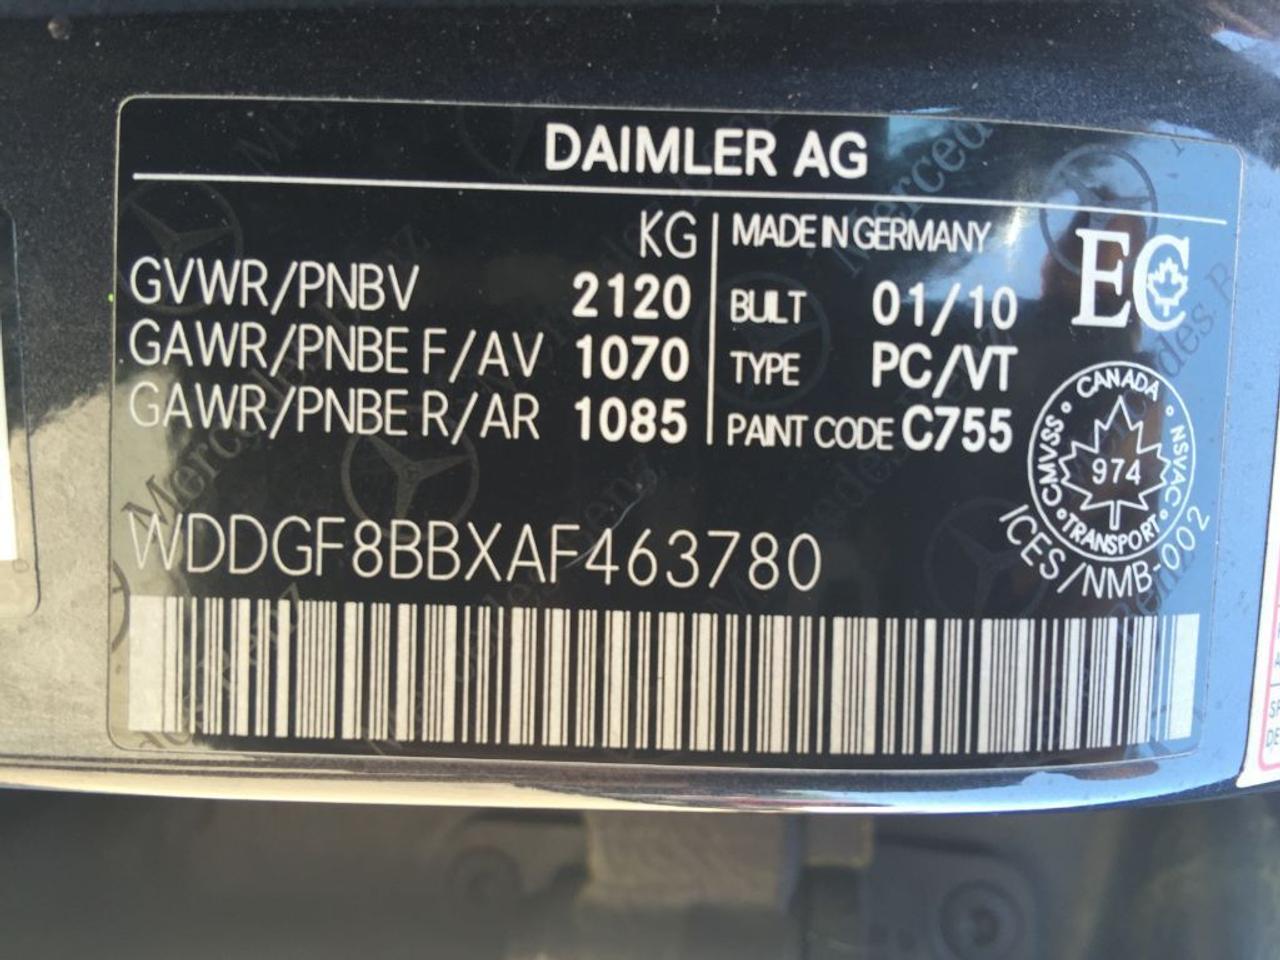 DAIMLER AG
KG
GVWR/PNBV 2120
GAWR/PNBE F/AV 1070
GAWR/PNBE R/AR 1085
MADE IN GERMANY
BUILT 01/10
TYPE PC/VT
PAINT CODE C755
EC
CANADA
CMVSS NSVAC
974
TRANSPORT
ICES/NMB-002
WDDGF8BBXAF463780